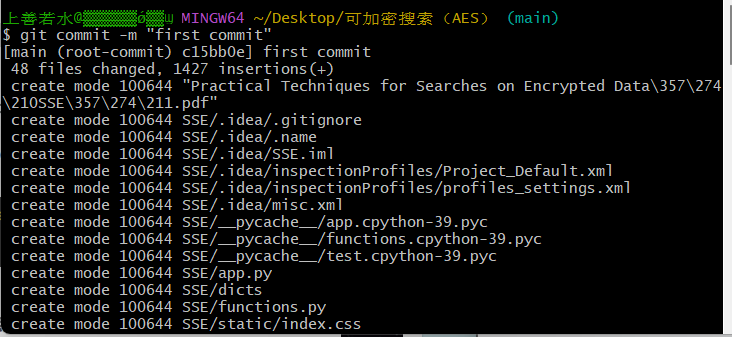 上善若水@ MINGW64 ~/Desktop/可加密搜索（AES） (main)
$ git commit -m "first commit"
[main (root-commit) c15bb0e] first commit
 48 files changed, 1427 insertions(+)
 create mode 100644 "Practical Techniques for Searches on Encrypted Data\357\274
\210SSE\357\274\211.pdf"
 create mode 100644 SSE/.idea/.gitignore
 create mode 100644 SSE/.idea/.name
 create mode 100644 SSE/.idea/SSE.iml
 create mode 100644 SSE/.idea/inspectionProfiles/Project_Default.xml
 create mode 100644 SSE/.idea/inspectionProfiles/profiles_settings.xml
 create mode 100644 SSE/.idea/misc.xml
 create mode 100644 SSE/__pycache__/app.cpython-39.pyc
 create mode 100644 SSE/__pycache__/functions.cpython-39.pyc
 create mode 100644 SSE/__pycache__/test.cpython-39.pyc
 create mode 100644 SSE/app.py
 create mode 100644 SSE/dicts
 create mode 100644 SSE/functions.py
 create mode 100644 SSE/static/index.css